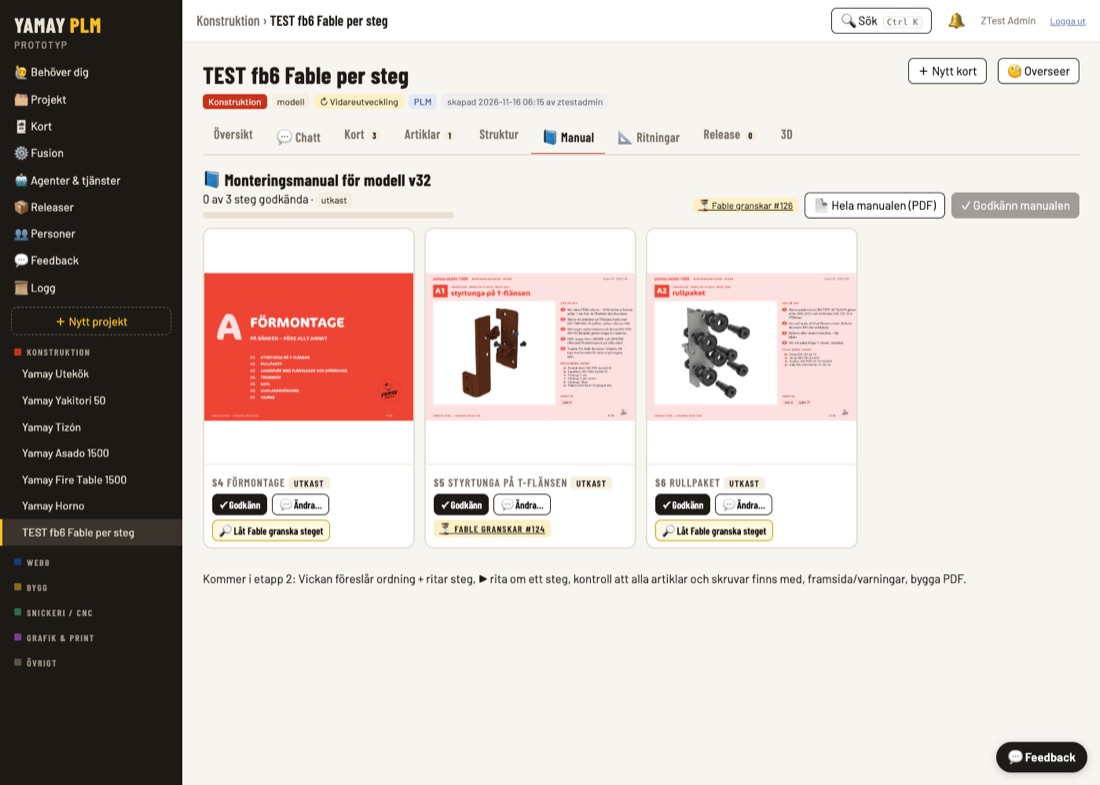 YAMAY PLM
PROTOTYP
Behöver dig
Projekt
Kort
Fusion
Agenter & tjänster
Releaser
Personer
Feedback
Logg
+ Nytt projekt
KONSTRUKTION
Yamay Utekök
Yamay Yakitori 50
Yamay Tizón
Yamay Asado 1500
Yamay Fire Table 1500
Yamay Horno
TEST fb6 Fable per steg
WEBB
BYGG
SNICKERI / CNC
GRAFIK & PRINT
ÖVRIGT
Konstruktion › TEST fb6 Fable per steg
Sök Ctrl K
ZTest Admin
Logga ut
TEST fb6 Fable per steg
+ Nytt kort
Overseer
Konstruktion
modell
Vidareutveckling
PLM
skapad 2026-11-16 06:15 av ztestadmin
Översikt
Chatt
Kort 3
Artiklar 1
Struktur
Manual
Ritningar
Release 0
3D
Monteringsmanual för modell v32
0 av 3 steg godkända · utkast
Fable granskar #126
Hela manualen (PDF)
✓ Godkänn manualen
A FÖRMONTAGE
PÅ BÄNKEN – FÖRE ALLT ANNAT
A1 styrtunga på T-flänsen
A2 rullpaket
S4 FÖRMONTAGE UTKAST
✓ Godkänn
Ändra...
Låt Fable granska steget
S5 STYRTUNGA PÅ T-FLÄNSEN UTKAST
✓ Godkänn
Ändra...
FABLE GRANSKAR #124
S6 RULLPAKET UTKAST
✓ Godkänn
Ändra...
Låt Fable granska steget
Kommer i etapp 2: Vickan föreslår ordning + ritar steg, ▶ rita om ett steg, kontroll att alla artiklar och skruvar finns med, framsida/varningar, bygga PDF.
Feedback